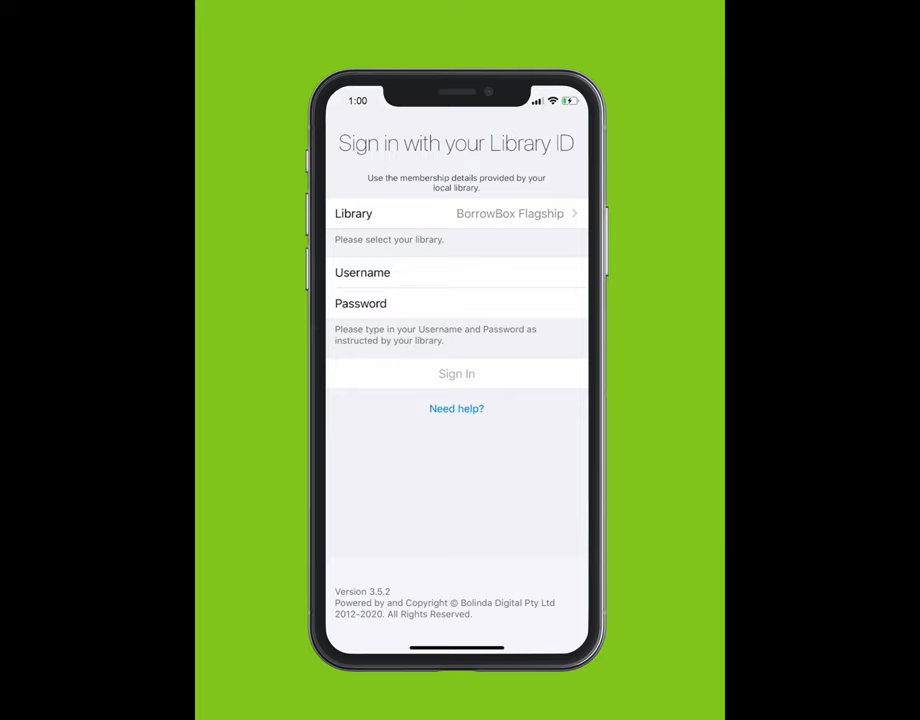 1:00
Sign in with your Library ID
Use the membership details provided by your
local library.
Library BorrowBox Flagship
Please select your library.
Username
Password
Please type in your Username and Password as
instructed by your library.
Sign In
Need help?
Version 3.5.2
Powered by and Copyright © Bolinda Digital Pty Ltd
2012-2020. All Rights Reserved.